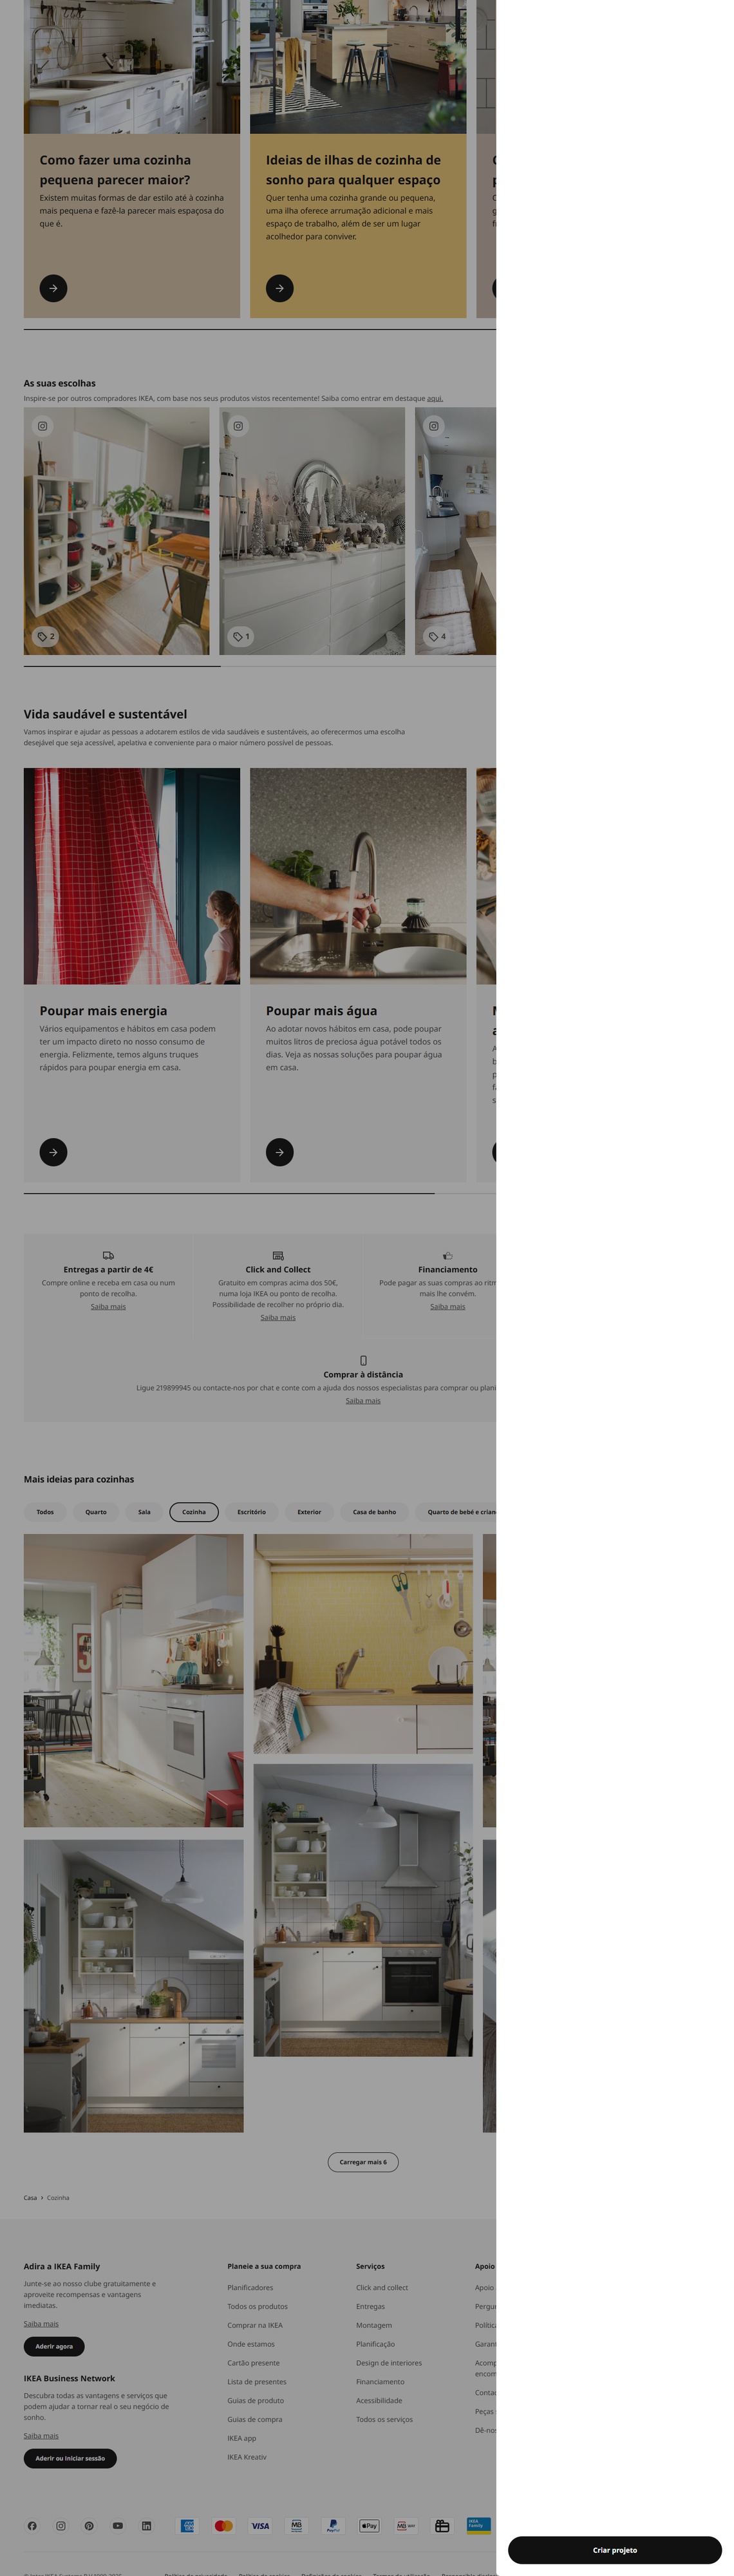 Como fazer uma cozinha
pequena parecer maior?
Existem muitas formas de dar estilo até à cozinha
mais pequena e fazê-la parecer mais espaçosa do
que é.
Ideias de ilhas de cozinha de
sonho para qualquer espaço
Quer tenha uma cozinha grande ou pequena,
uma ilha oferece arrumação adicional e mais
espaço de trabalho, além de ser um lugar
acolhedor para conviver.
As suas escolhas
Inspire-se por outros compradores IKEA, com base nos seus produtos vistos recentemente! Saiba como entrar em destaque aqui.
2
1
4
Vida saudável e sustentável
Vamos inspirar e ajudar as pessoas a adotarem estilos de vida saudáveis e sustentáveis, ao oferecermos uma escolha
desejável que seja acessível, apelativa e conveniente para o maior número possível de pessoas.
Poupar mais energia
Vários equipamentos e hábitos em casa podem
ter um impacto direto no nosso consumo de
energia. Felizmente, temos alguns truques
rápidos para poupar energia em casa.
Poupar mais água
Ao adotar novos hábitos em casa, pode poupar
muitos litros de preciosa água potável todos os
dias. Veja as nossas soluções para poupar água
em casa.
Entregas a partir de 4€
Compre online e receba em casa ou num
ponto de recolha.
Saiba mais
Click and Collect
Gratuito em compras acima dos 50€,
numa loja IKEA ou ponto de recolha.
Possibilidade de recolher no próprio dia.
Saiba mais
Financiamento
Pode pagar as suas compras ao ritm
mais lhe convém.
Saiba mais
Comprar à distância
Ligue 219899945 ou contacte-nos por chat e conte com a ajuda dos nossos especialistas para comprar ou plani
Saiba mais
Mais ideias para cozinhas
Todos
Quarto
Sala
Cozinha
Escritório
Exterior
Casa de banho
Quarto de bebé e crian
Carregar mais 6
Casa › Cozinha
Adira a IKEA Family
Junte-se ao nosso clube gratuitamente e
aproveite recompensas e vantagens
imediatas.
Saiba mais
Aderir agora
IKEA Business Network
Descubra todas as vantagens e serviços que
podem ajudar a tornar real o seu negócio de
sonho.
Saiba mais
Aderir ou iniciar sessão
Planeie a sua compra
Planificadores
Todos os produtos
Comprar na IKEA
Onde estamos
Cartão presente
Lista de presentes
Guias de produto
Guias de compra
IKEA app
IKEA Kreativ
Serviços
Click and collect
Entregas
Montagem
Planificação
Design de interiores
Financiamento
Acessibilidade
Todos os serviços
Apoio
Apoio
Pergu
Polític
Garan
Acomp
encom
Contac
Peças
Dê-nos
VISA
MB
PayPal
Pay
MB WAY
IKEA
Family
Criar projeto